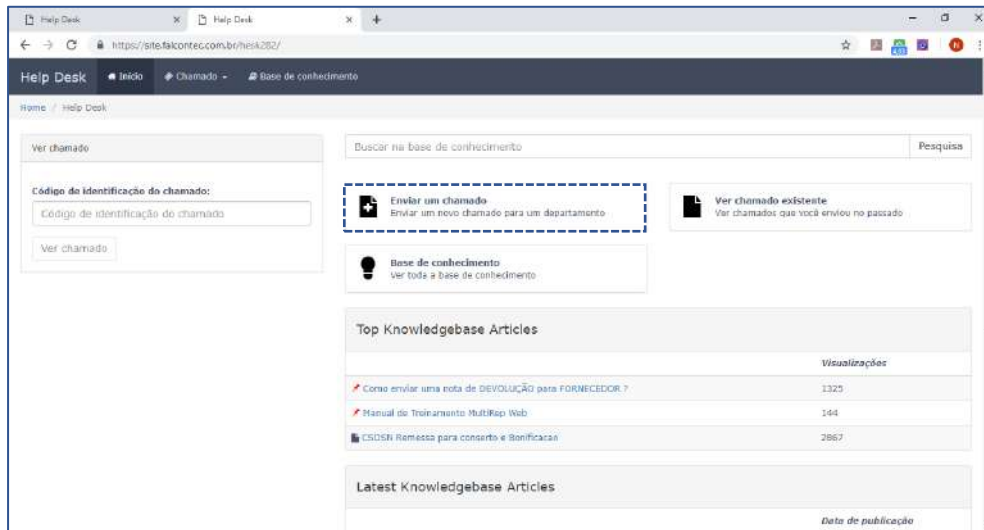 Help Desk
Help Desk
https://site.falcontec.com.br/hesk282/
Help Desk Início Chamado Base de conhecimento
Home / Help Desk
Ver chamado
Código de identificação do chamado:
Código de identificação do chamado
Ver chamado
Buscar na base de conhecimento
Pesquisa
Enviar um chamado
Enviar um novo chamado para um departamento
Ver chamado existente
Ver chamados que você enviou no passado
Base de conhecimento
Ver toda a base de conhecimento
Top Knowledgebase Articles
Visualizações
Como enviar uma nota de DEVOLUÇÃO para FORNECEDOR ? 1325
Manual de Treinamento MultiRep Web 144
CSOSN Remessa para conserto e Bonificacao 2867
Latest Knowledgebase Articles
Data de publicação